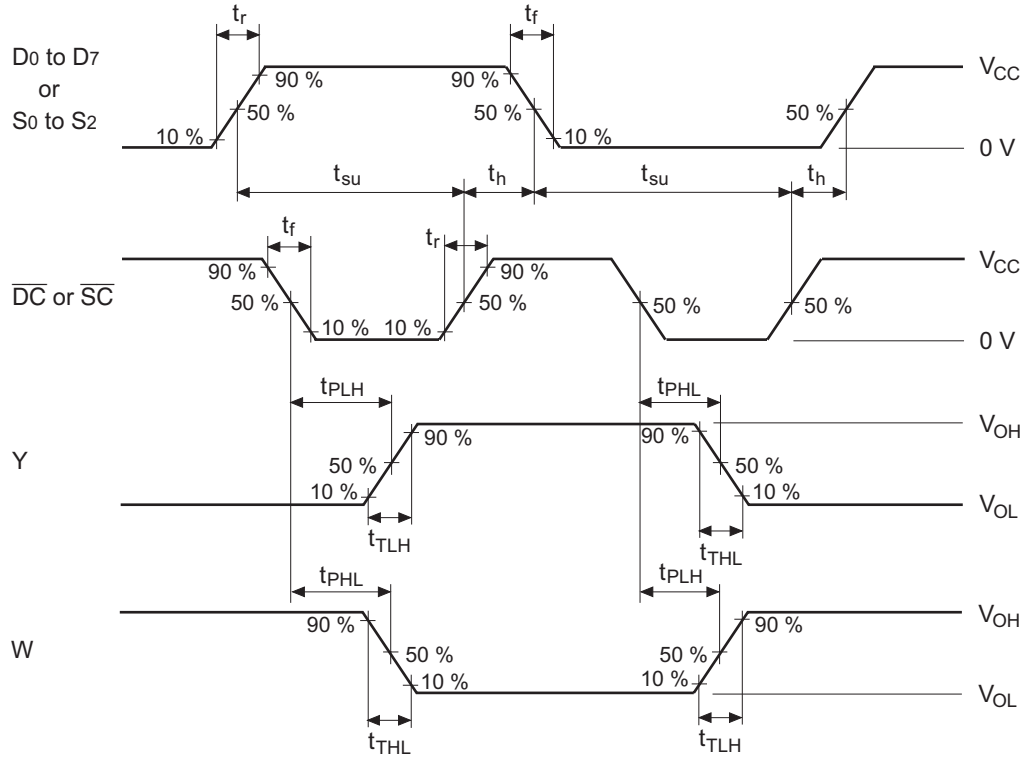 tr
tf
D0 to D7
or
S0 to S2
90 %
90 %
VCC
50 %
50 %
50 %
10 %
10 %
0 V
tsu
th
tsu
th
tf
tr
DC or SC
90 %
90 %
VCC
50 %
50 %
50 %
50 %
10 %
10 %
0 V
tPLH
tPHL
Y
90 %
90 %
VOH
50 %
50 %
10 %
10 %
VOL
tTLH
tTHL
tPHL
tPLH
W
90 %
90 %
VOH
50 %
50 %
10 %
10 %
VOL
tTHL
tTLH